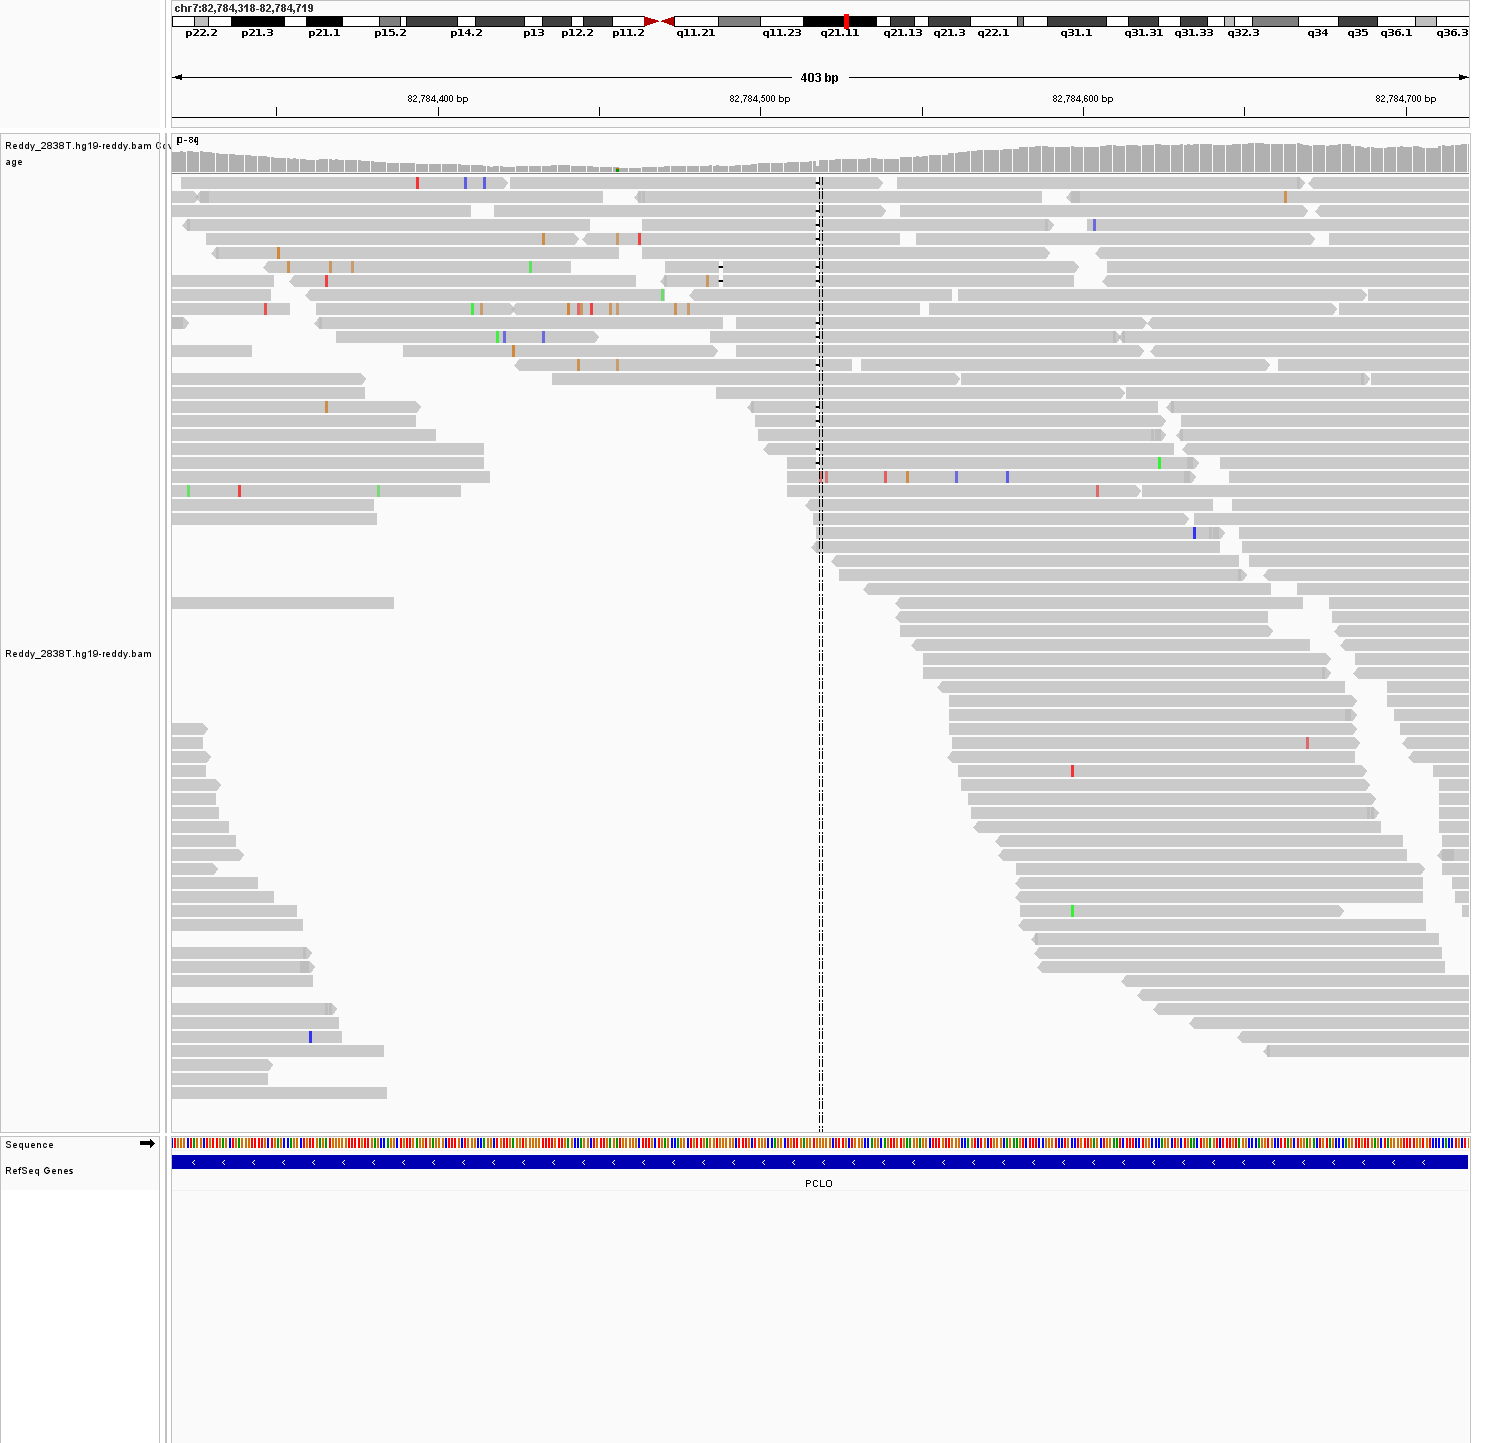 chr7:82,784,318-82,784,719
p22.2 p21.3 p21.1 p15.2 p14.2 p13 p12.2 p11.2 q11.21 q11.23 q21.11 q21.13 q21.3 q22.1 q31.1 q31.31 q31.33 q32.3 q34 q35 q36.1 q36.3
403 bp
82,784,400 bp 82,784,500 bp 82,784,600 bp 82,784,700 bp
Reddy_2838T.hg19-reddy.bam Cov
age
[0-84]
Reddy_2838T.hg19-reddy.bam
Sequence
RefSeq Genes
PCLO